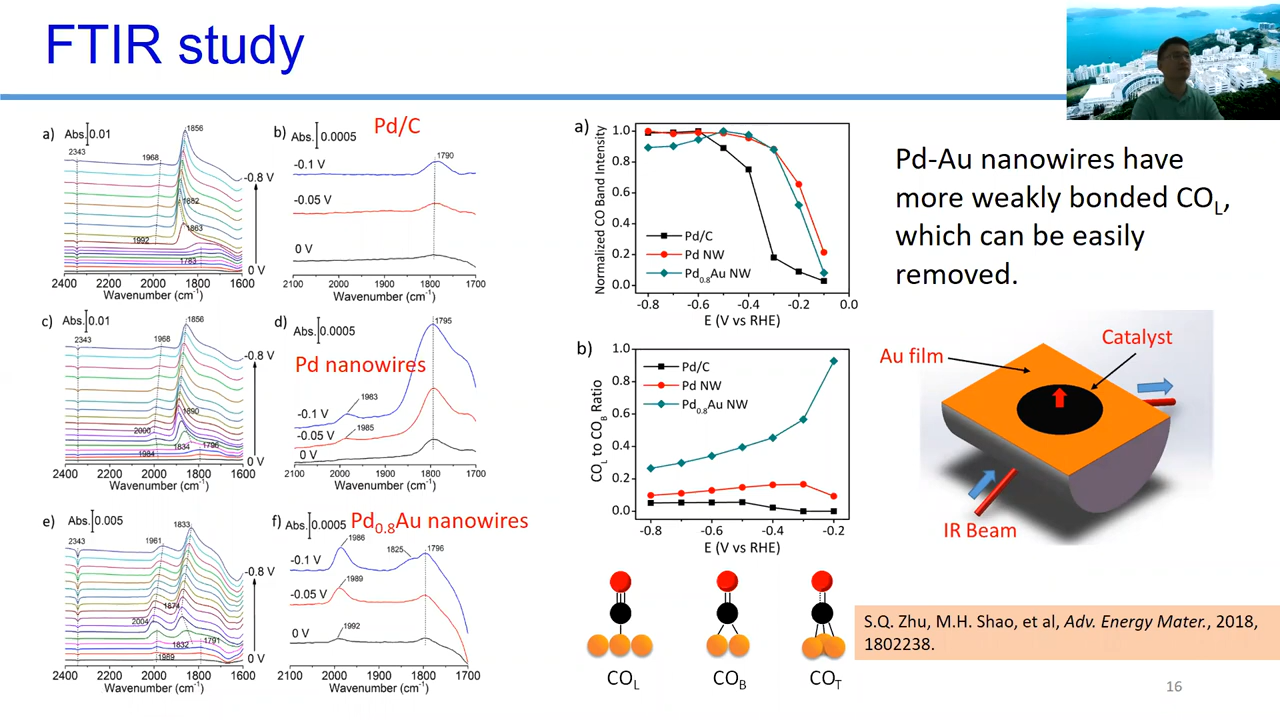 FTIR study
a)
Abs. 0.01
2343
1968
1856
1882
1863
1992
1783
-0.8 V
0 V
2400 2200 2000 1800 1600
Wavenumber (cm-1)
b)
Abs. 0.0005
Pd/C
1790
-0.1 V
-0.05 V
0 V
2100 2000 1900 1800 1700
Wavenumber (cm-1)
c)
Abs. 0.01
2343
1968
1856
1890
2000
1834
1796
1984
-0.8 V
0 V
2400 2200 2000 1800 1600
Wavenumber (cm-1)
d)
Abs. 0.0005
1795
Pd nanowires
1983
-0.1 V
1985
-0.05 V
0 V
2100 2000 1900 1800 1700
Wavenumber (cm-1)
e)
Abs. 0.005
2343
1961
1833
1874
2004
1832
1791
1989
-0.8 V
0 V
2400 2200 2000 1800 1600
Wavenumber (cm-1)
f)
Abs. 0.0005
Pd0.8Au nanowires
1986
1825
1796
-0.1 V
1989
-0.05 V
1992
0 V
2100 2000 1900 1800 1700
Wavenumber (cm-1)
a)
Normalized CO Band Intensity
1.0
0.8
0.6
0.4
0.2
0.0
Pd/C
Pd NW
Pd0.8Au NW
-0.8 -0.6 -0.4 -0.2 0.0
E (V vs RHE)
b)
COL to COB Ratio
1.0
0.8
0.6
0.4
0.2
0.0
Pd/C
Pd NW
Pd0.8Au NW
-0.8 -0.6 -0.4 -0.2
E (V vs RHE)
COL COB COT
Pd-Au nanowires have
more weakly bonded COL,
which can be easily
removed.
Au film
Catalyst
IR Beam
S.Q. Zhu, M.H. Shao, et al, Adv. Energy Mater., 2018,
1802238.
16